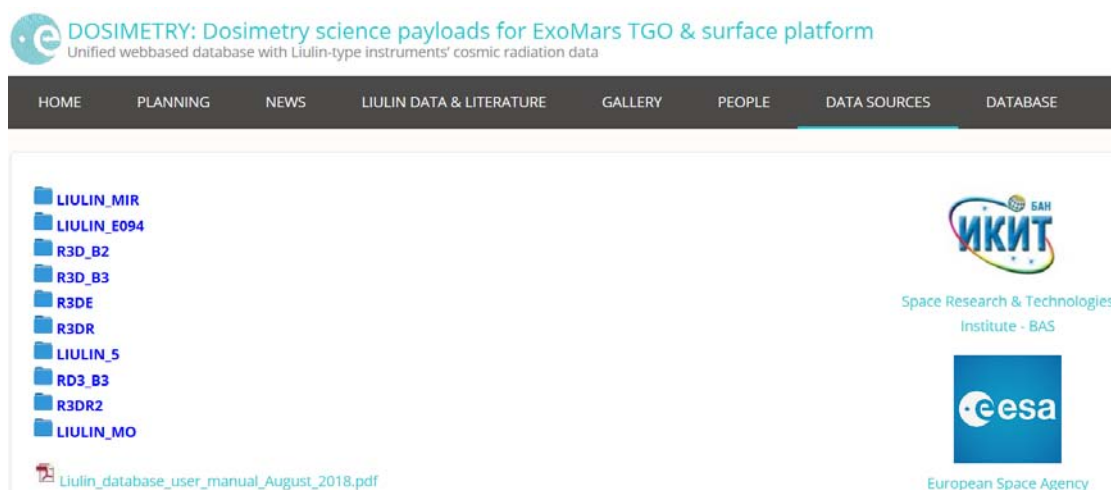 DOSIMETRY: Dosimetry science payloads for ExoMars TGO & surface platform
Unified webbased database with Liulin-type instruments' cosmic radiation data
HOME PLANNING NEWS LIULIN DATA & LITERATURE GALLERY PEOPLE DATA SOURCES DATABASE
LIULIN_MIR
LIULIN_E094
R3D_B2
R3D_B3
R3DE
R3DR
LIULIN_5
RD3_B3
R3DR2
LIULIN_MO
Liulin_database_user_manual_August_2018.pdf
БАН
ИКИТ
Space Research & Technologies
Institute - BAS
esa
European Space Agency